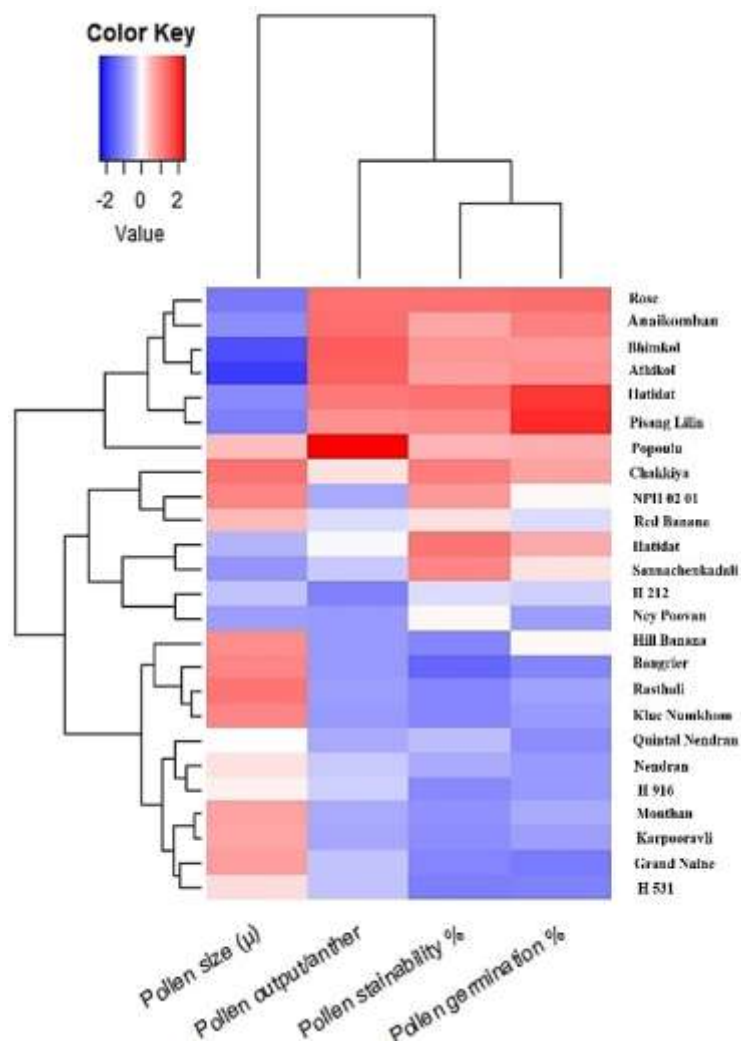 Color Key
-2 0 2
Value
Rose
Anaikomban
Bhimkol
Athikol
Hatidat
Pisang Lilin
Popoulu
Chakkiya
NPH 02 01
Red Banana
Hatidat
Sannachenkadali
H 212
Ney Poovan
Hill Banana
Bangrier
Rasthali
Klue Numkhom
Quintal Nendran
Nendran
H 916
Monthan
Karpooravli
Grand Naine
H 531
Pollen size (μ)
Pollen output/anther
Pollen stainability %
Pollen germination %